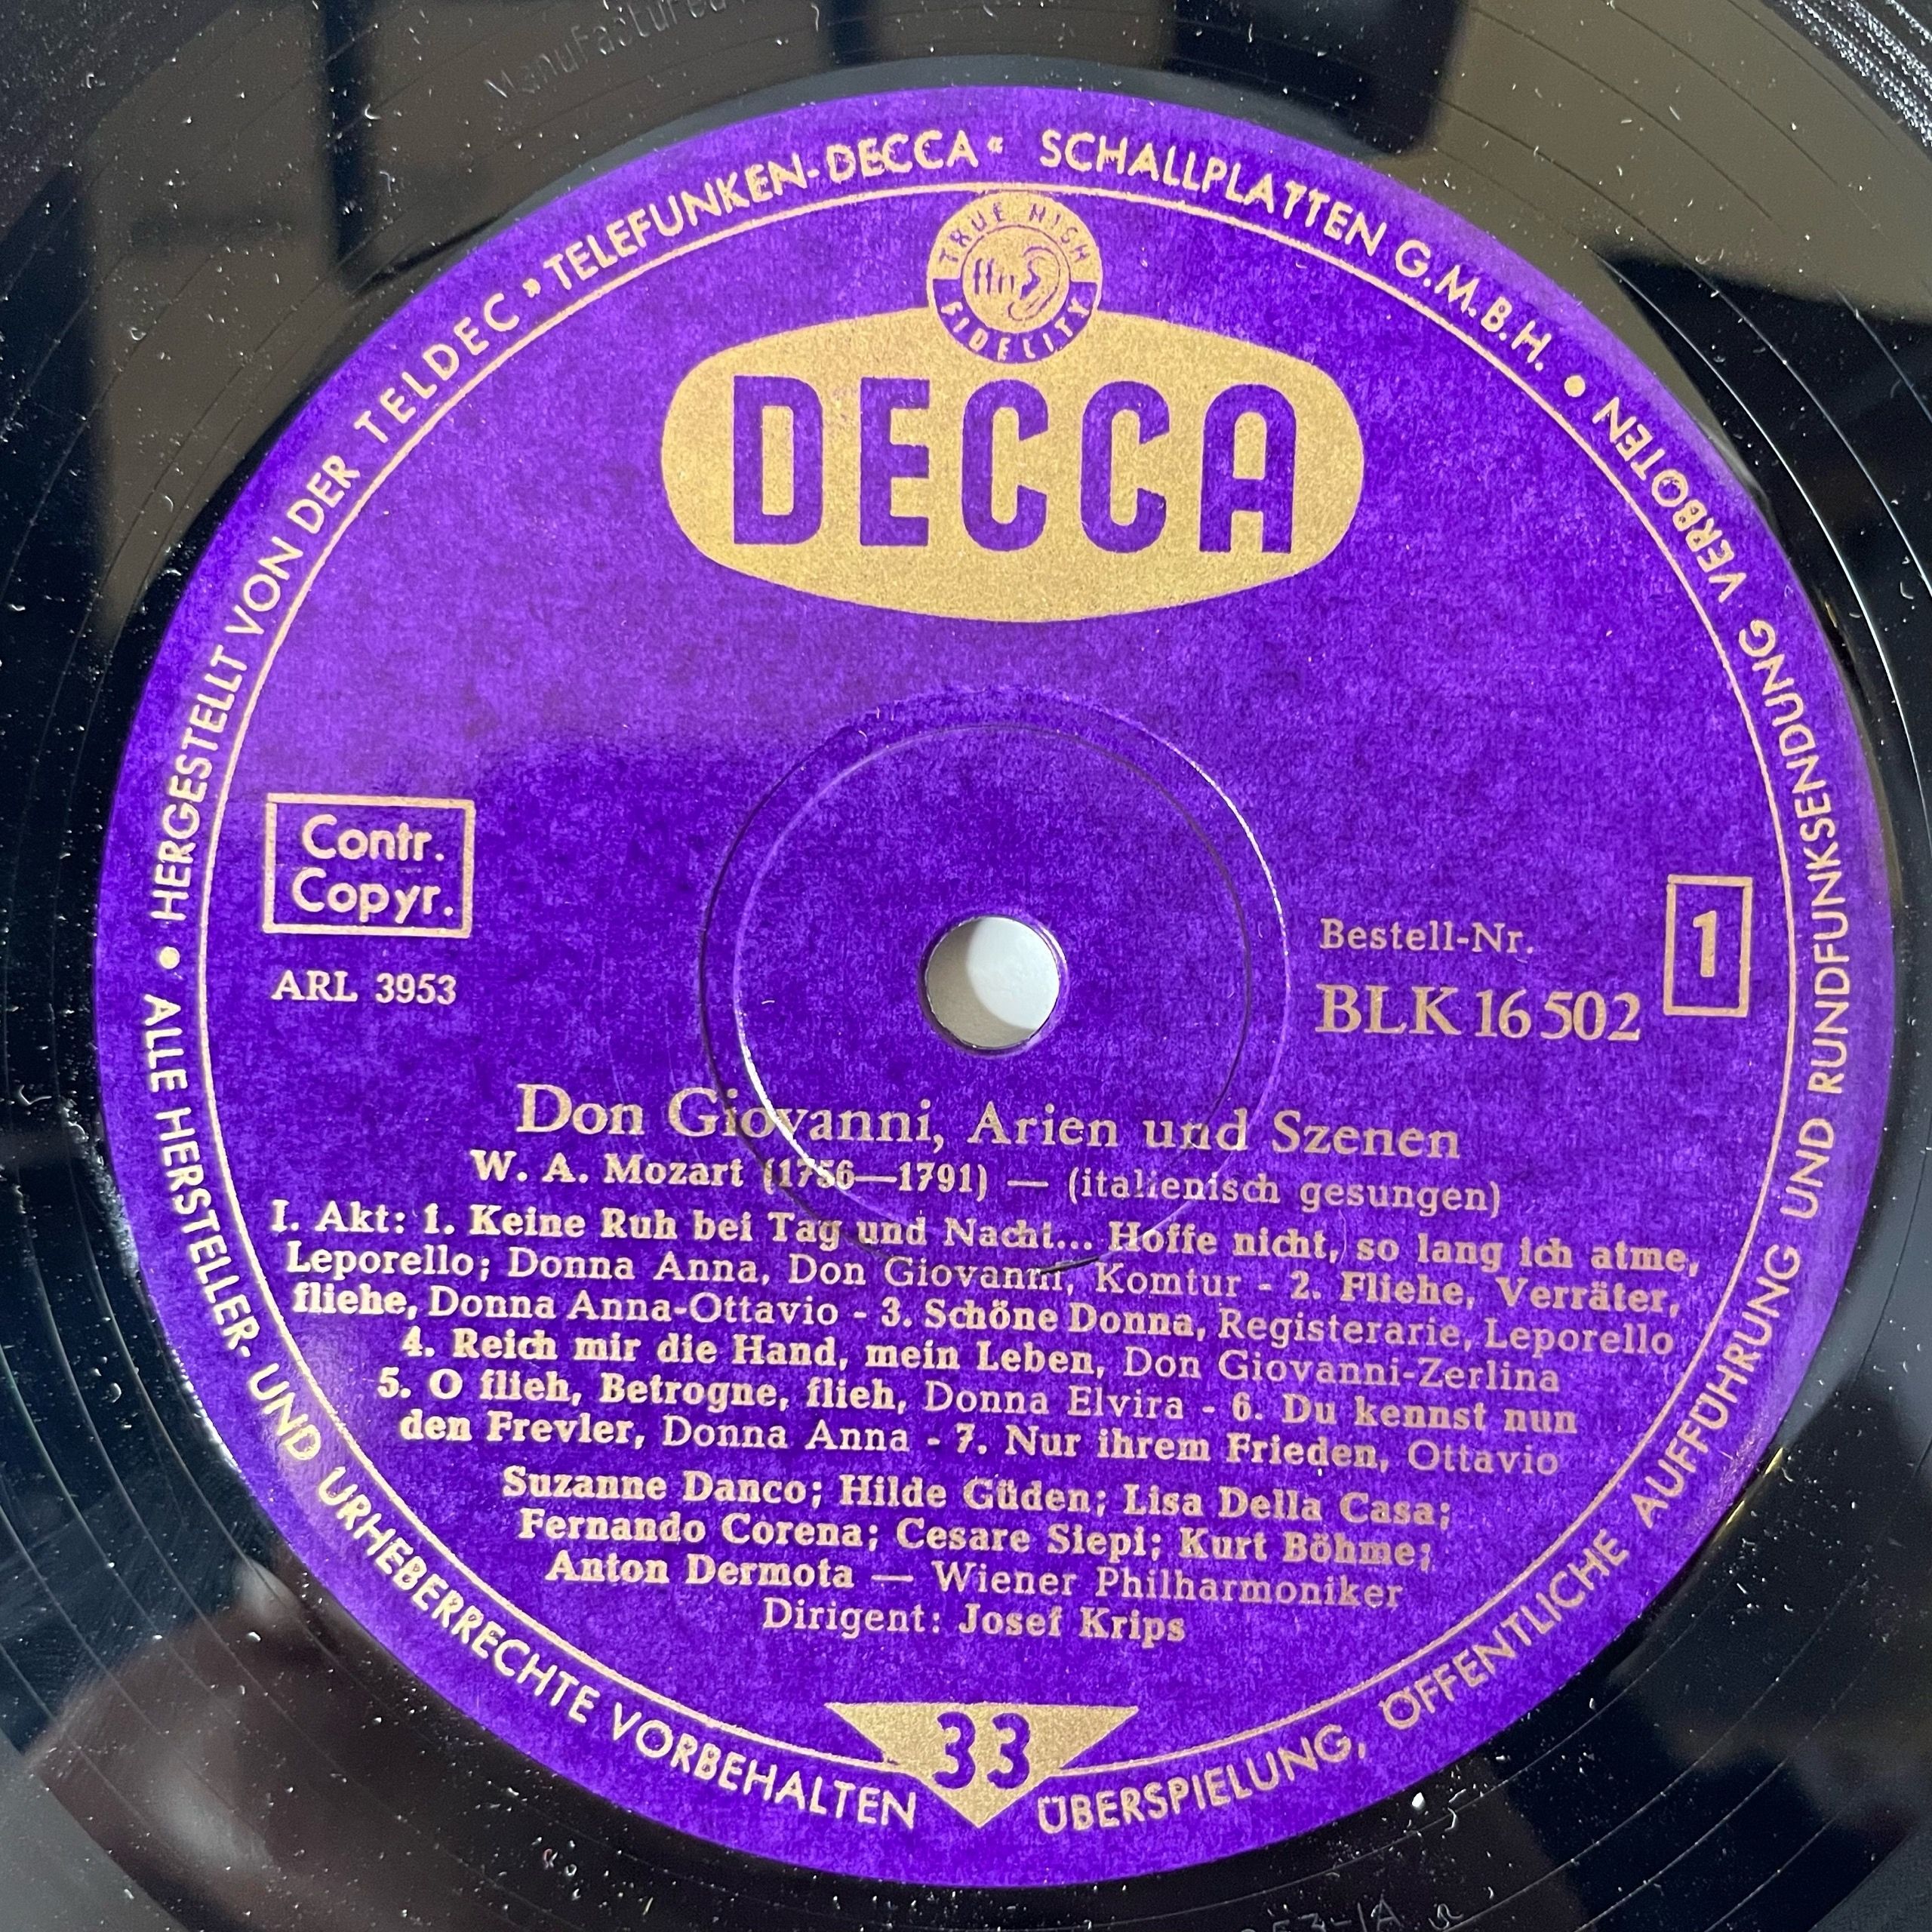 Manufactured
• HERGESTELLT VON DER TELDEC »TELEFUNKEN-DECCA« SCHALLPLATTEN G.M.B.H. •
TRUE HIGH
FIDELITY
DECCA
Contr.
Copyr.
ARL 3953
Bestell-Nr.
BLK 16 502
1
Don Giovanni, Arien und Szenen
W. A. Mozart (1756—1791) — (italienisch gesungen)
I. Akt: 1. Keine Ruh bei Tag und Nacht... Hoffe nicht, so lang ich atme,
Leporello; Donna Anna, Don Giovanni, Komtur - 2. Fliehe, Verräter,
fliehe, Donna Anna-Ottavio - 3. Schöne Donna, Registerarie, Leporello
4. Reich mir die Hand, mein Leben, Don Giovanni-Zerlina
5. O flieh, Betrogne, flieh, Donna Elvira - 6. Du kennst nun
den Frevler, Donna Anna - 7. Nur ihrem Frieden, Ottavio
Suzanne Danco; Hilde Güden; Lisa Della Casa;
Fernando Corena; Cesare Siepi; Kurt Böhme;
Anton Dermota — Wiener Philharmoniker
Dirigent: Josef Krips
33
ALLE HERSTELLER- UND URHEBERRECHTE VORBEHALTEN
ÜBERSPIELUNG, ÖFFENTLICHE AUFFÜHRUNG UND RUNDFUNKSENDUNG VERBOTEN